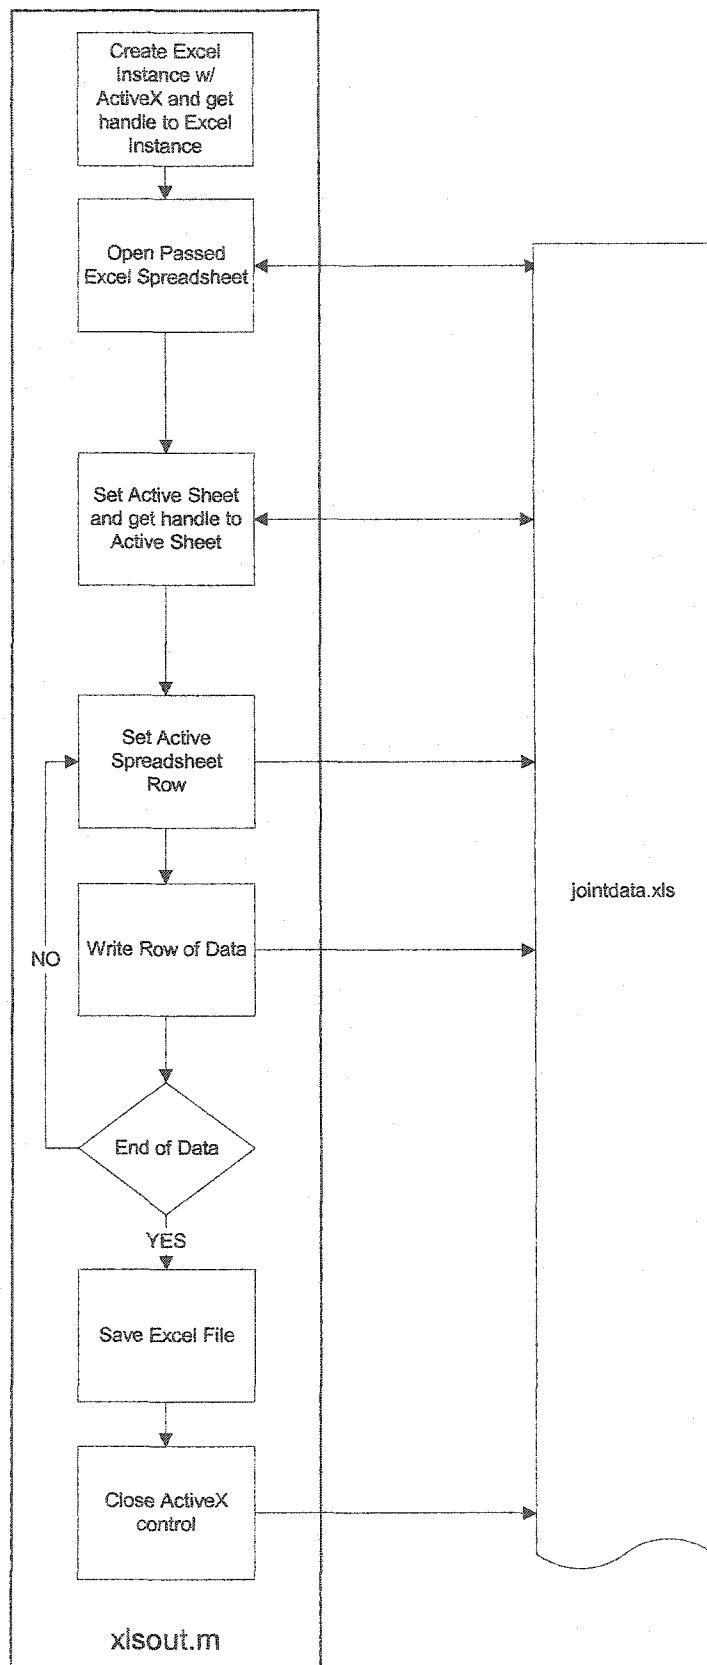 Create Excel
Instance w/
ActiveX and get
handle to Excel
Instance
Open Passed
Excel Spreadsheet
Set Active Sheet
and get handle to
Active Sheet
Set Active
Spreadsheet
Row
jointdata.xls
Write Row of Data
NO
End of Data
YES
Save Excel File
Close ActiveX
control
xlsout.m